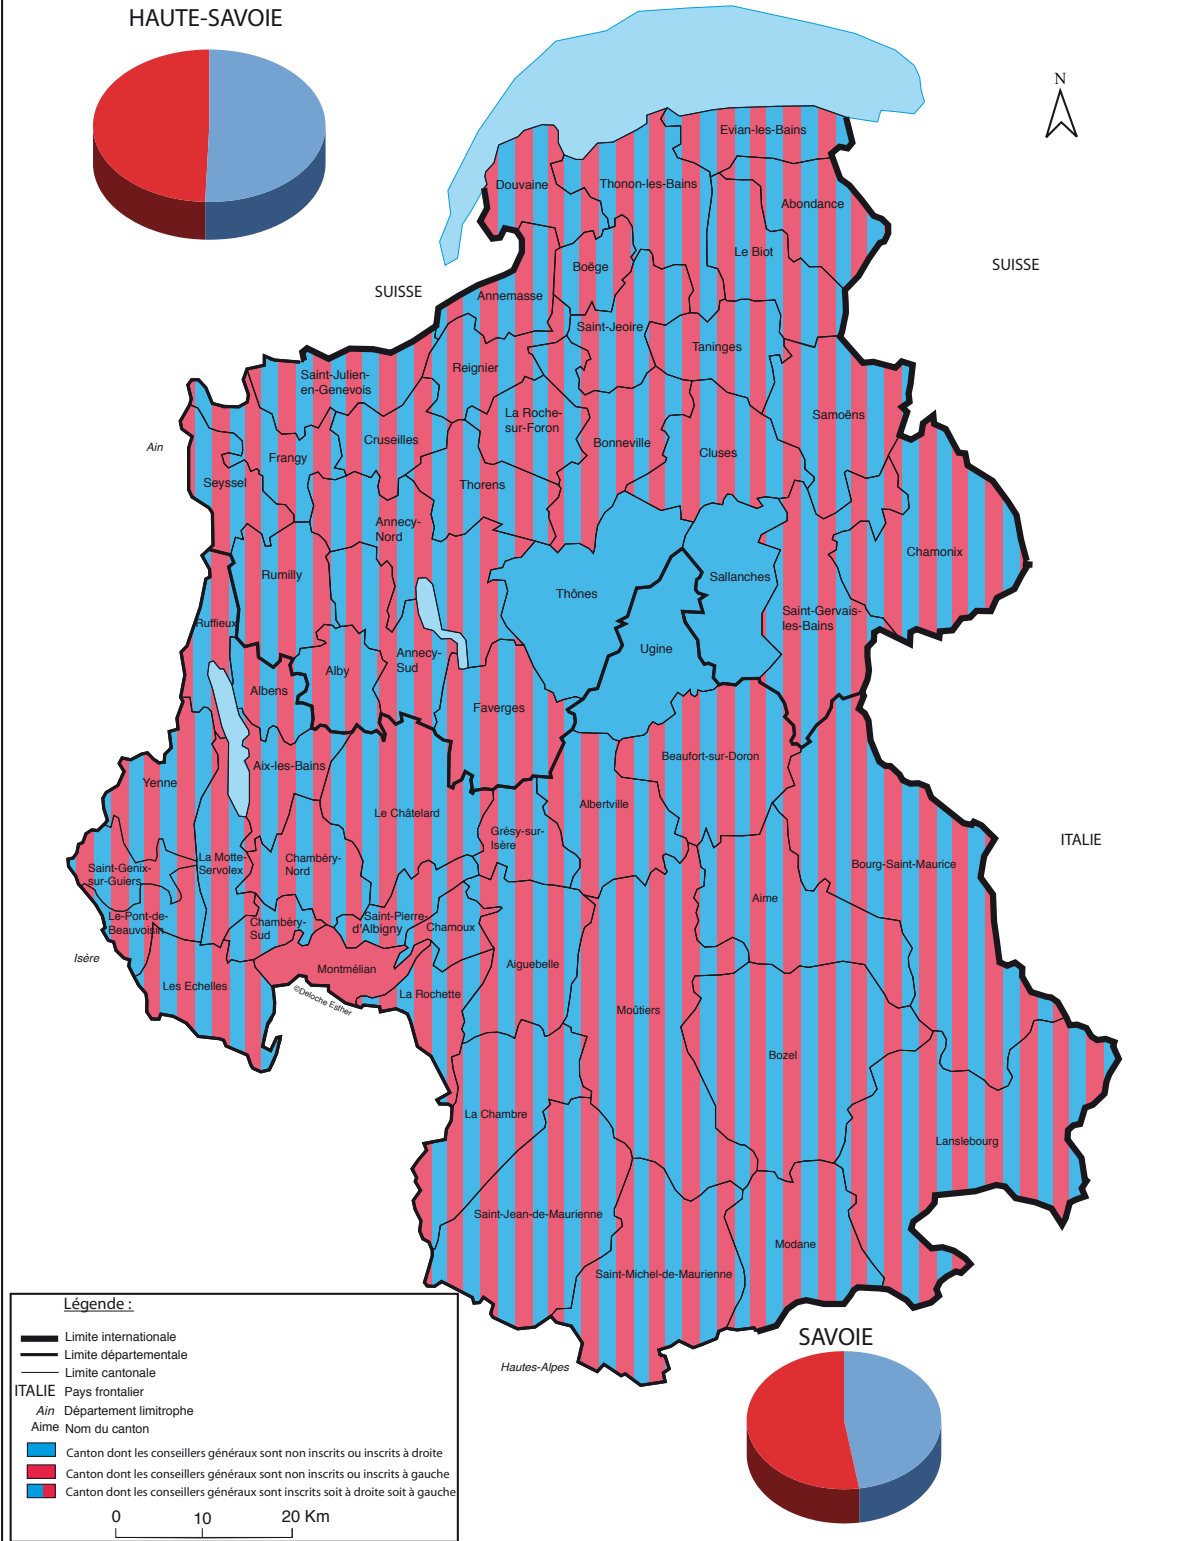 HAUTE-SAVOIE
N
Evian-les-Bains
Douvaine
Thonon-les-Bains
Abondance
Le Biot
SUISSE
Boëge
SUISSE
Annemasse
Saint-Jeoire
Taninges
Reignier
Saint-Julien-
en-Genevois
La Roche-
sur-Foron
Samoëns
Cruseilles
Bonneville
Cluses
Ain
Frangy
Seyssel
Thorens
Annecy-
Nord
Chamonix
Rumilly
Sallanches
Thônes
Saint-Gervais-
les-Bains
Ruffieux
Ugine
Annecy-
Sud
Alby
Albens
Faverges
Beaufort-sur-Doron
Aix-les-Bains
Yenne
Albertville
Le Châtelard
Grésy-sur-
Isère
ITALIE
La Motte-
Servolex
Chambéry-
Nord
Bourg-Saint-Maurice
Saint-Genix-
sur-Guiers
Aime
Le-Pont-de-
Beauvoisin
Chambéry-
Sud
Saint-Pierre-
d'Albigny
Chamoux
Isère
Aiguebelle
Montmélian
Les Echelles
La Rochette
©Deloche Esther
Moûtiers
Bozel
La Chambre
Lanslebourg
Saint-Jean-de-Maurienne
Modane
Saint-Michel-de-Maurienne
Légende :
Limite internationale
SAVOIE
Limite départementale
Hautes-Alpes
Limite cantonale
ITALIE Pays frontalier
Ain Département limitrophe
Aime Nom du canton
Canton dont les conseillers généraux sont non inscrits ou inscrits à droite
Canton dont les conseillers généraux sont non inscrits ou inscrits à gauche
Canton dont les conseillers généraux sont inscrits soit à droite soit à gauche
0 10 20 Km